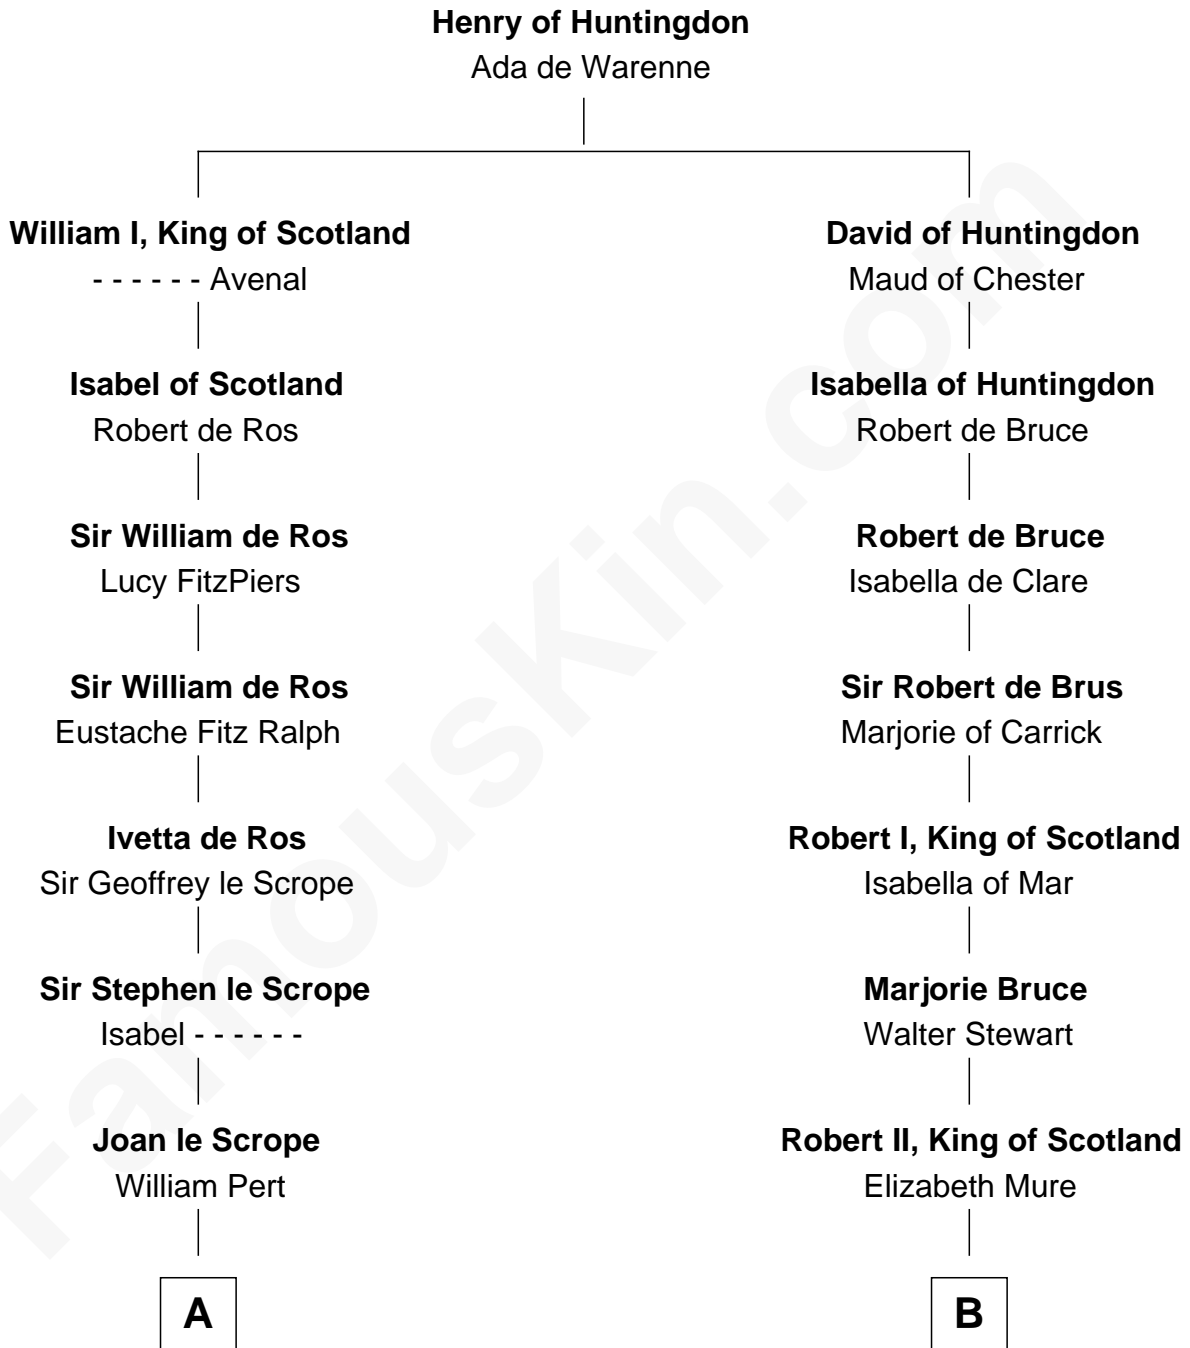 Henry of Huntingdon
Ada de Warenne
William I, King of Scotland
- - - - - - Avenal
Isabel of Scotland
Robert de Ros
Sir William de Ros
Lucy FitzPiers
Sir William de Ros
Eustache Fitz Ralph
Ivetta de Ros
Sir Geoffrey le Scrope
Sir Stephen le Scrope
Isabel - - - - - -
Joan le Scrope
William Pert
A
David of Huntingdon
Maud of Chester
Isabella of Huntingdon
Robert de Bruce
Robert de Bruce
Isabella de Clare
Sir Robert de Brus
Marjorie of Carrick
Robert I, King of Scotland
Isabella of Mar
Marjorie Bruce
Walter Stewart
Robert II, King of Scotland
Elizabeth Mure
B
FamousKin.com